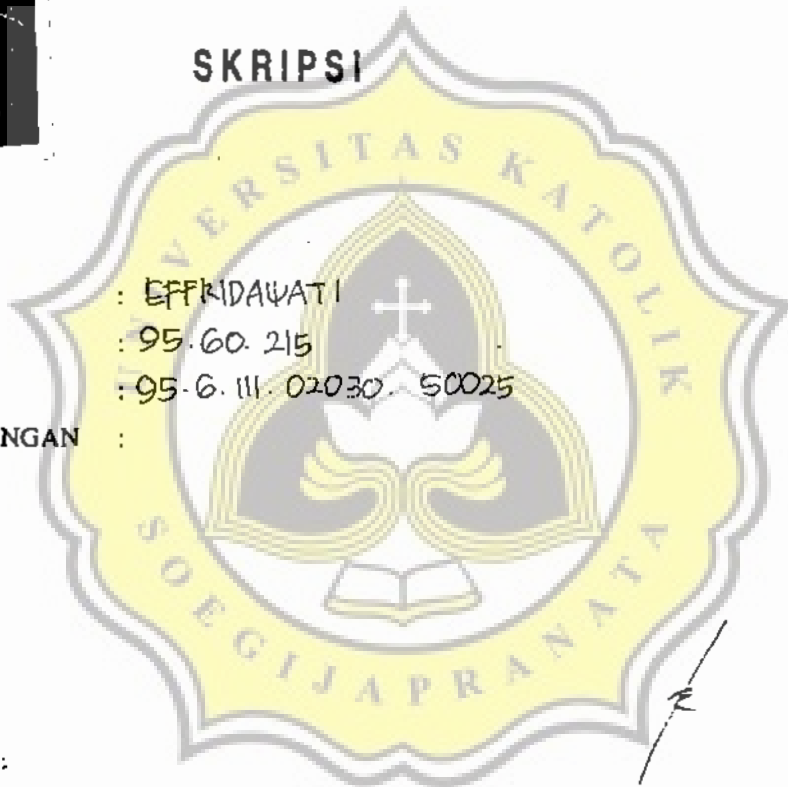 SKRIPSI
UNIVERSITAS KATOLIK
: EFFRIDAWATI
: 95.60.215
: 95.6.111.02030.50025
NGAN :
SOEGIJAPRANATA
: